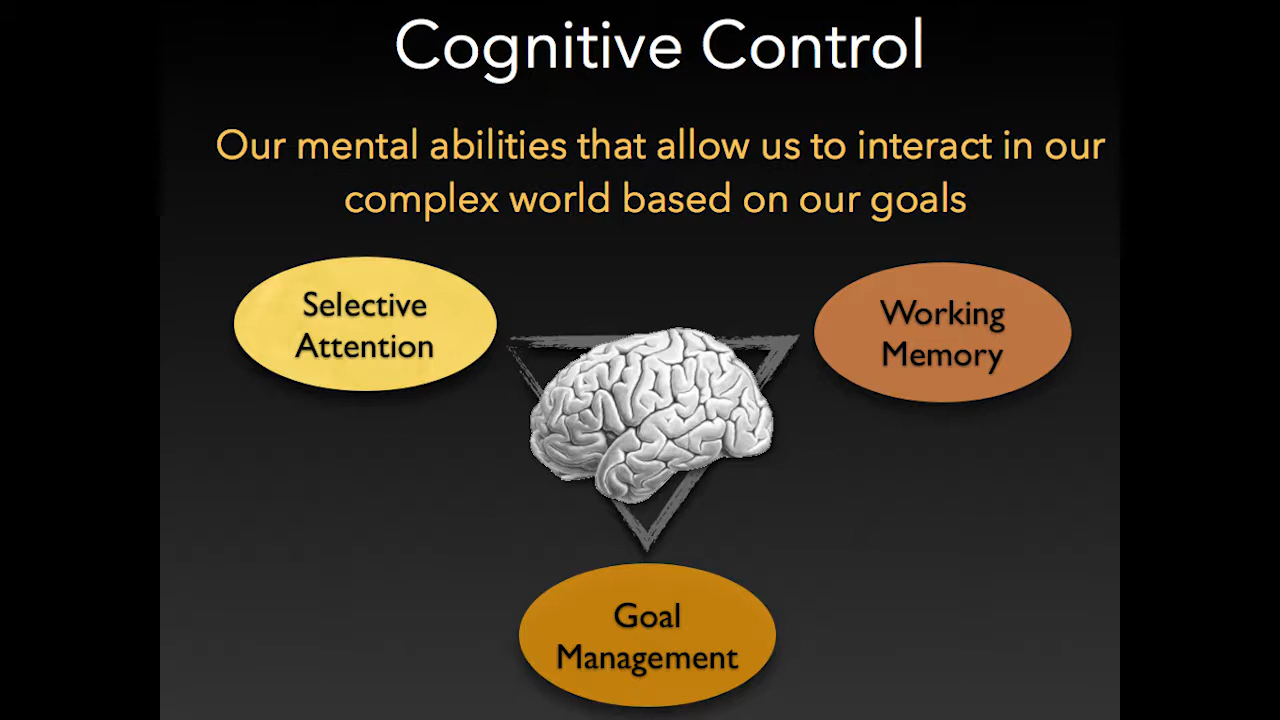 Cognitive Control
Our mental abilities that allow us to interact in our
complex world based on our goals
Selective
Attention
Working
Memory
Goal
Management